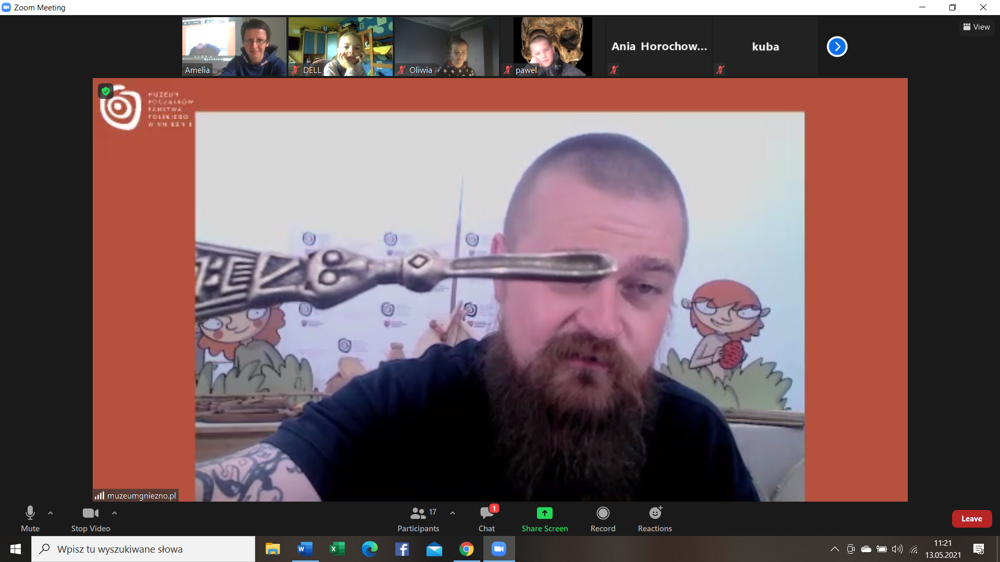 Zoom Meeting
View
Amelia
DELL
Oliwia
pawel
Ania Horochow...
kuba
MUZEUM
POCZĄTKÓW
PAŃSTWA
POLSKIEGO
W GNIEŹNIE
muzeumgniezno.pl
Mute
Stop Video
17
Participants
1
Chat
Share Screen
Record
Reactions
Leave
Wpisz tu wyszukiwane słowa
11:21
13.05.2021